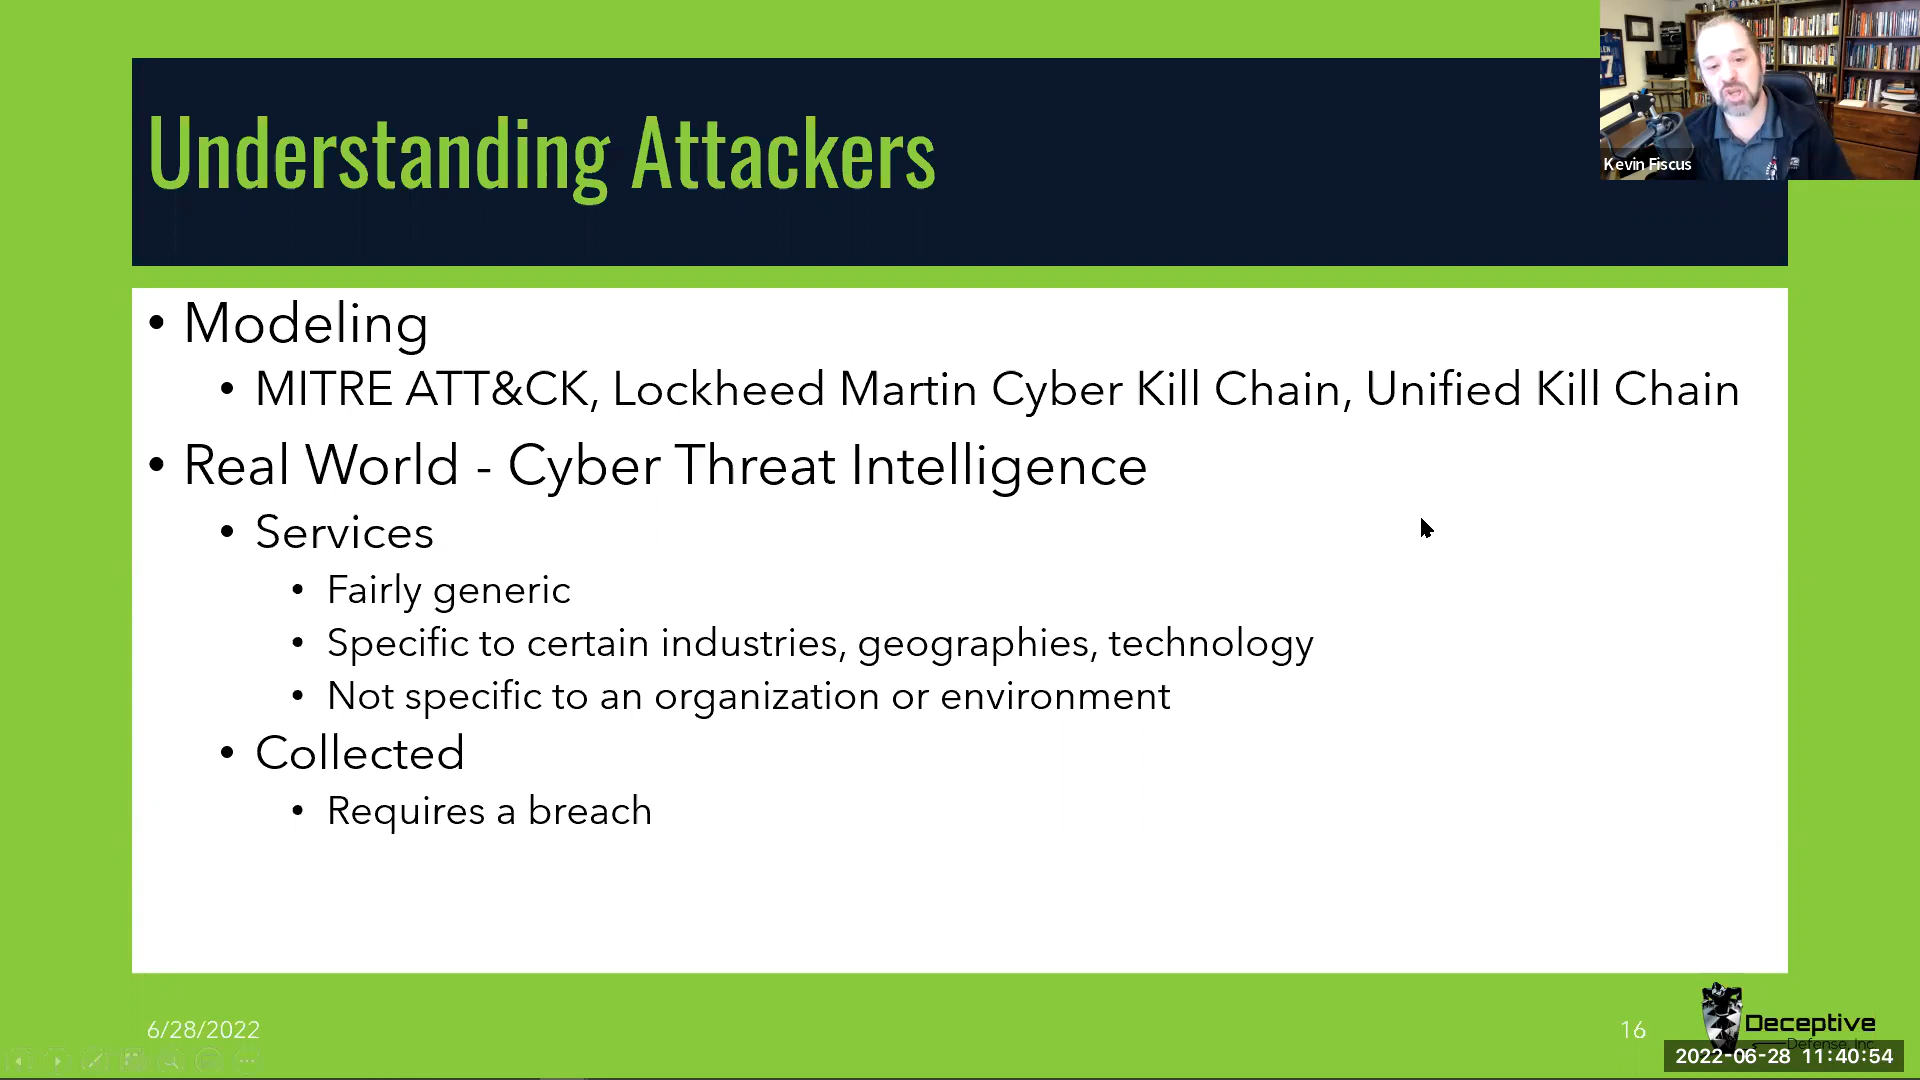 Understanding Attackers
Kevin Fiscus
• Modeling
• MITRE ATT&CK, Lockheed Martin Cyber Kill Chain, Unified Kill Chain
• Real World - Cyber Threat Intelligence
• Services
• Fairly generic
• Specific to certain industries, geographies, technology
• Not specific to an organization or environment
• Collected
• Requires a breach
6/28/2022
16
Deceptive
Defense, Inc.
2022-06-28 11:40:54